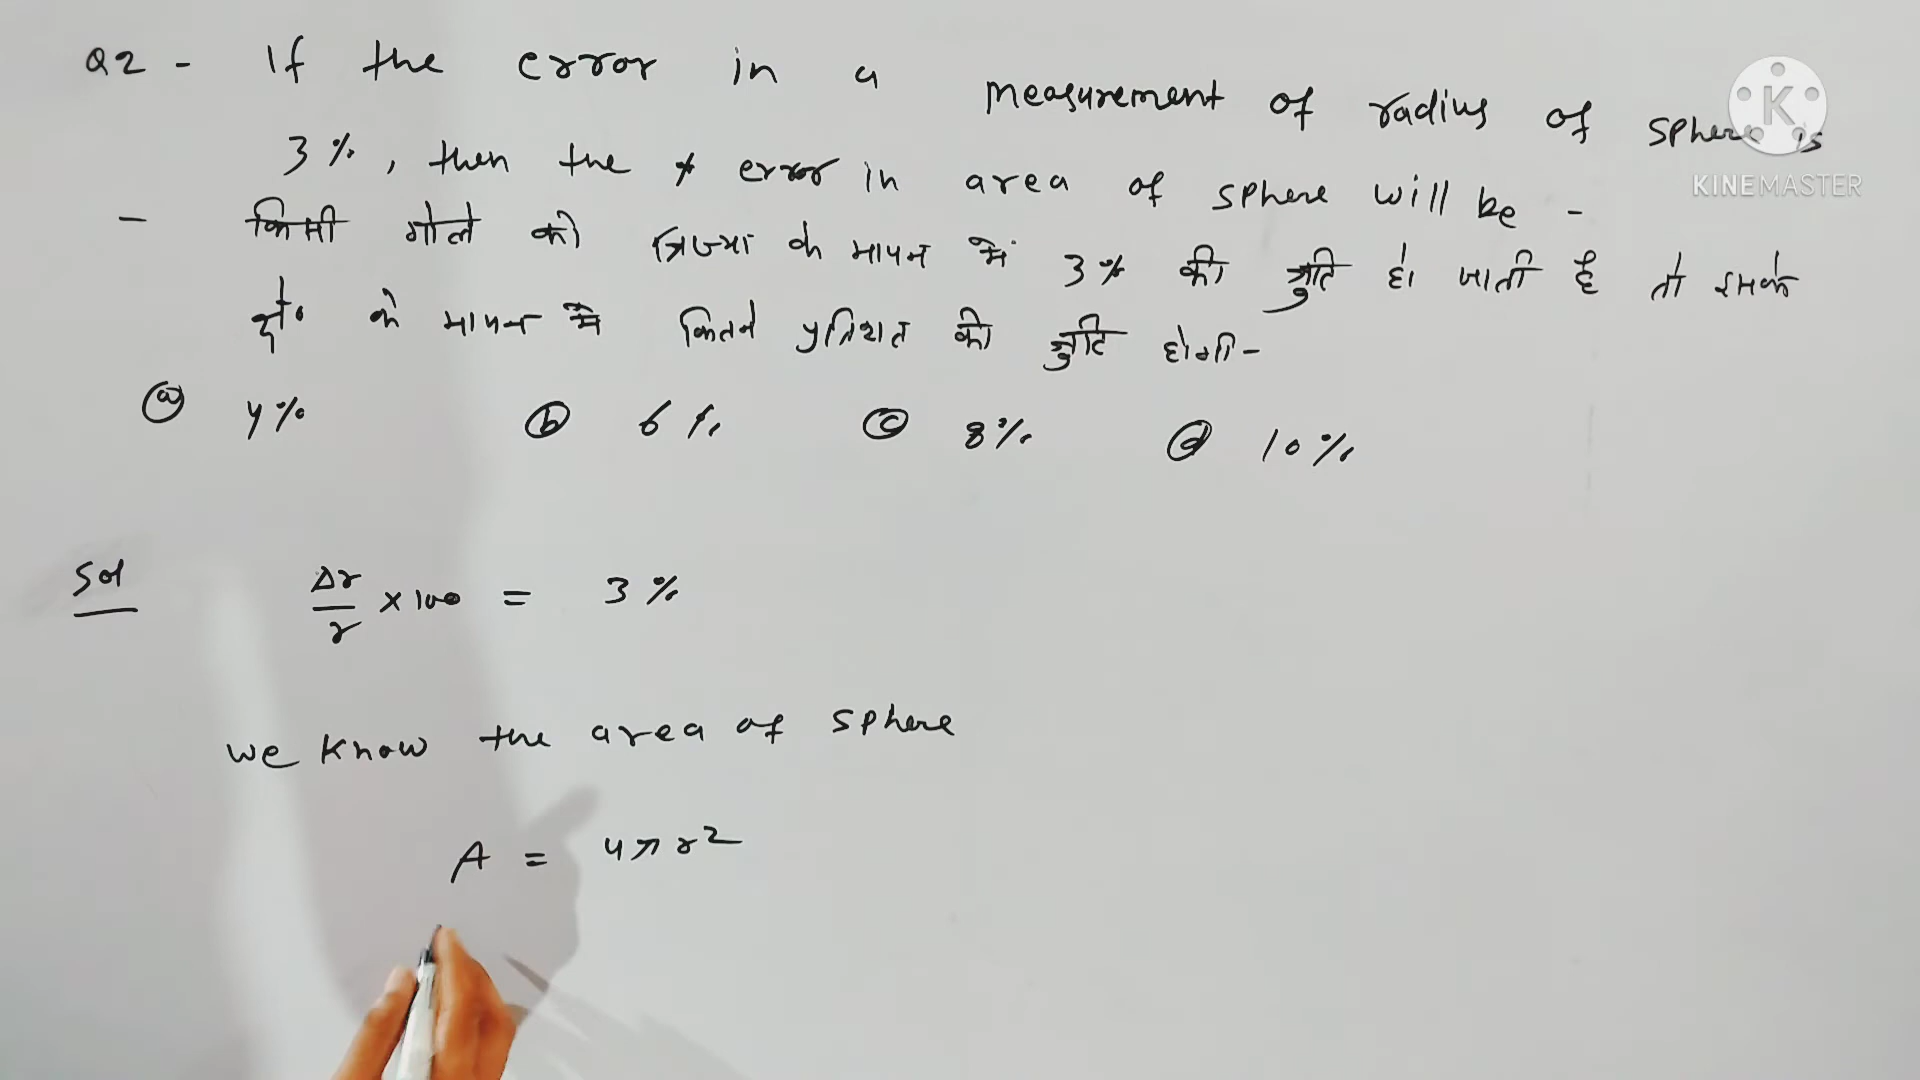 Q2 - If the error in a measurement of radius of sphere is
3%, then the % error in area of sphere will be -
- किसी गोले की त्रिज्या के मापन में 3% की त्रुटि हो जाती है तो इसके
क्षे० के मापन में कितने प्रतिशत की त्रुटि होगी-
(a) 4% (b) 6% (c) 8% (d) 10%
Sol Δr/r × 100 = 3%
we know the area of sphere
A = 4πr²
KINEMASTER